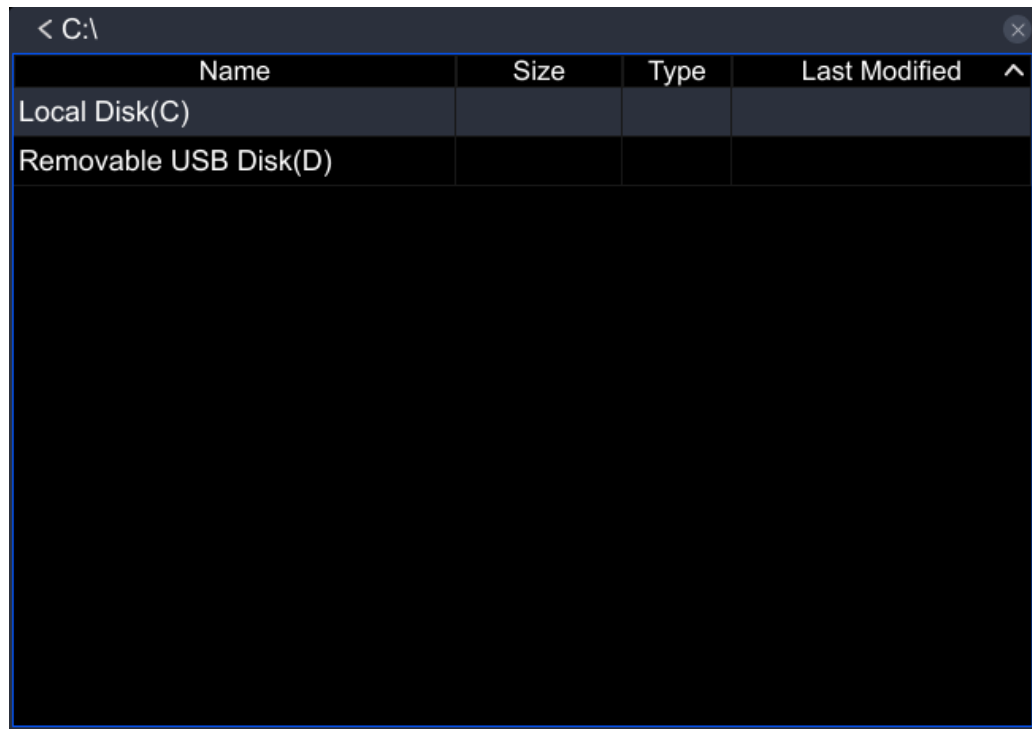 < C:\
Name Size Type Last Modified
Local Disk(C)
Removable USB Disk(D)